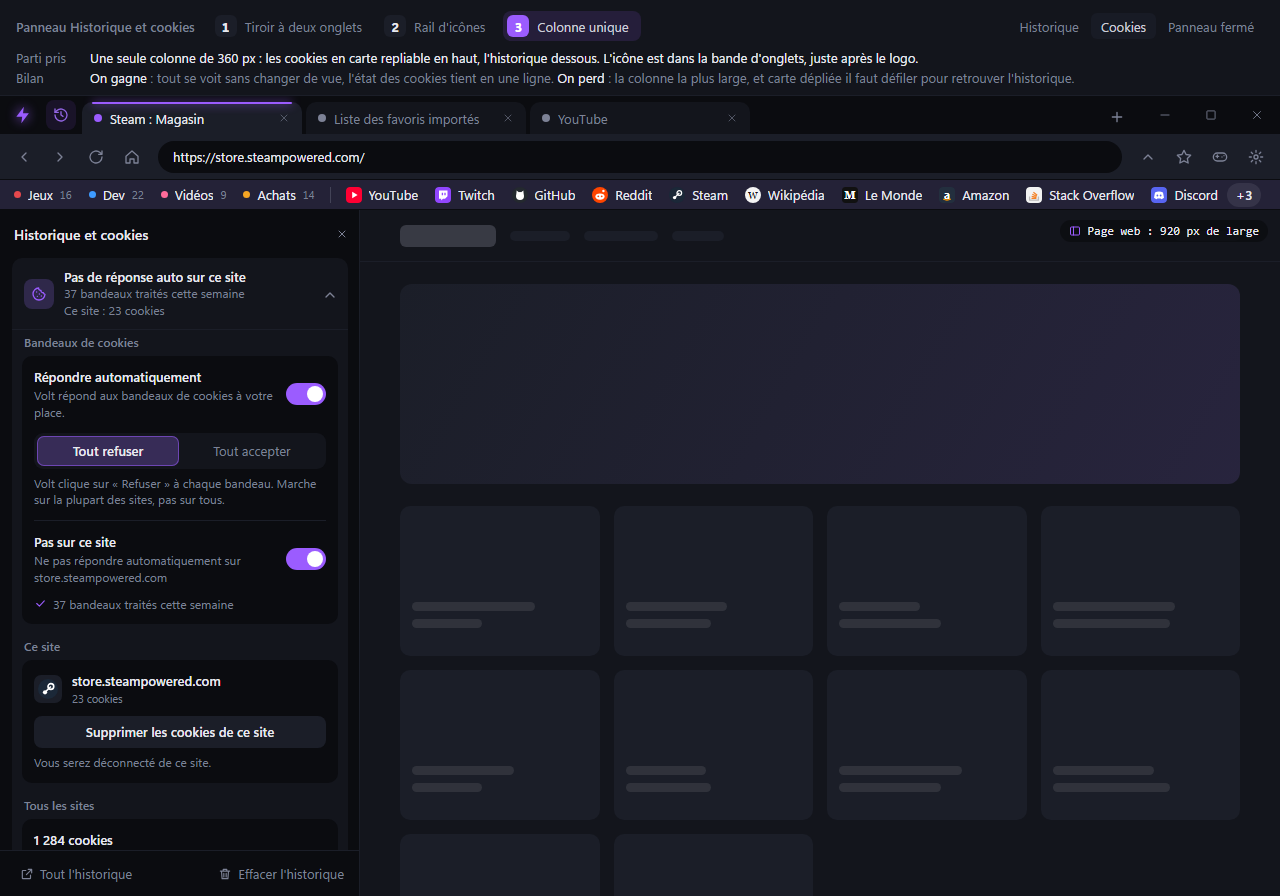 Panneau Historique et cookies 1 Tiroir à deux onglets 2 Rail d'icônes 3 Colonne unique Historique Cookies Panneau fermé
Parti pris Une seule colonne de 360 px : les cookies en carte repliable en haut, l'historique dessous. L'icône est dans la bande d'onglets, juste après le logo.
Bilan On gagne : tout se voit sans changer de vue, l'état des cookies tient en une ligne. On perd : la colonne la plus large, et carte dépliée il faut défiler pour retrouver l'historique.
Steam : Magasin Liste des favoris importés YouTube
https://store.steampowered.com/
Jeux 16 Dev 22 Vidéos 9 Achats 14 YouTube Twitch GitHub Reddit Steam W Wikipédia M Le Monde a Amazon Stack Overflow Discord +3
Historique et cookies
Page web : 920 px de large
Pas de réponse auto sur ce site
37 bandeaux traités cette semaine
Ce site : 23 cookies
Bandeaux de cookies
Répondre automatiquement
Volt répond aux bandeaux de cookies à votre
place.
Tout refuser Tout accepter
Volt clique sur « Refuser » à chaque bandeau. Marche
sur la plupart des sites, pas sur tous.
Pas sur ce site
Ne pas répondre automatiquement sur
store.steampowered.com
37 bandeaux traités cette semaine
Ce site
store.steampowered.com
23 cookies
Supprimer les cookies de ce site
Vous serez déconnecté de ce site.
Tous les sites
1 284 cookies
Tout l'historique Effacer l'historique